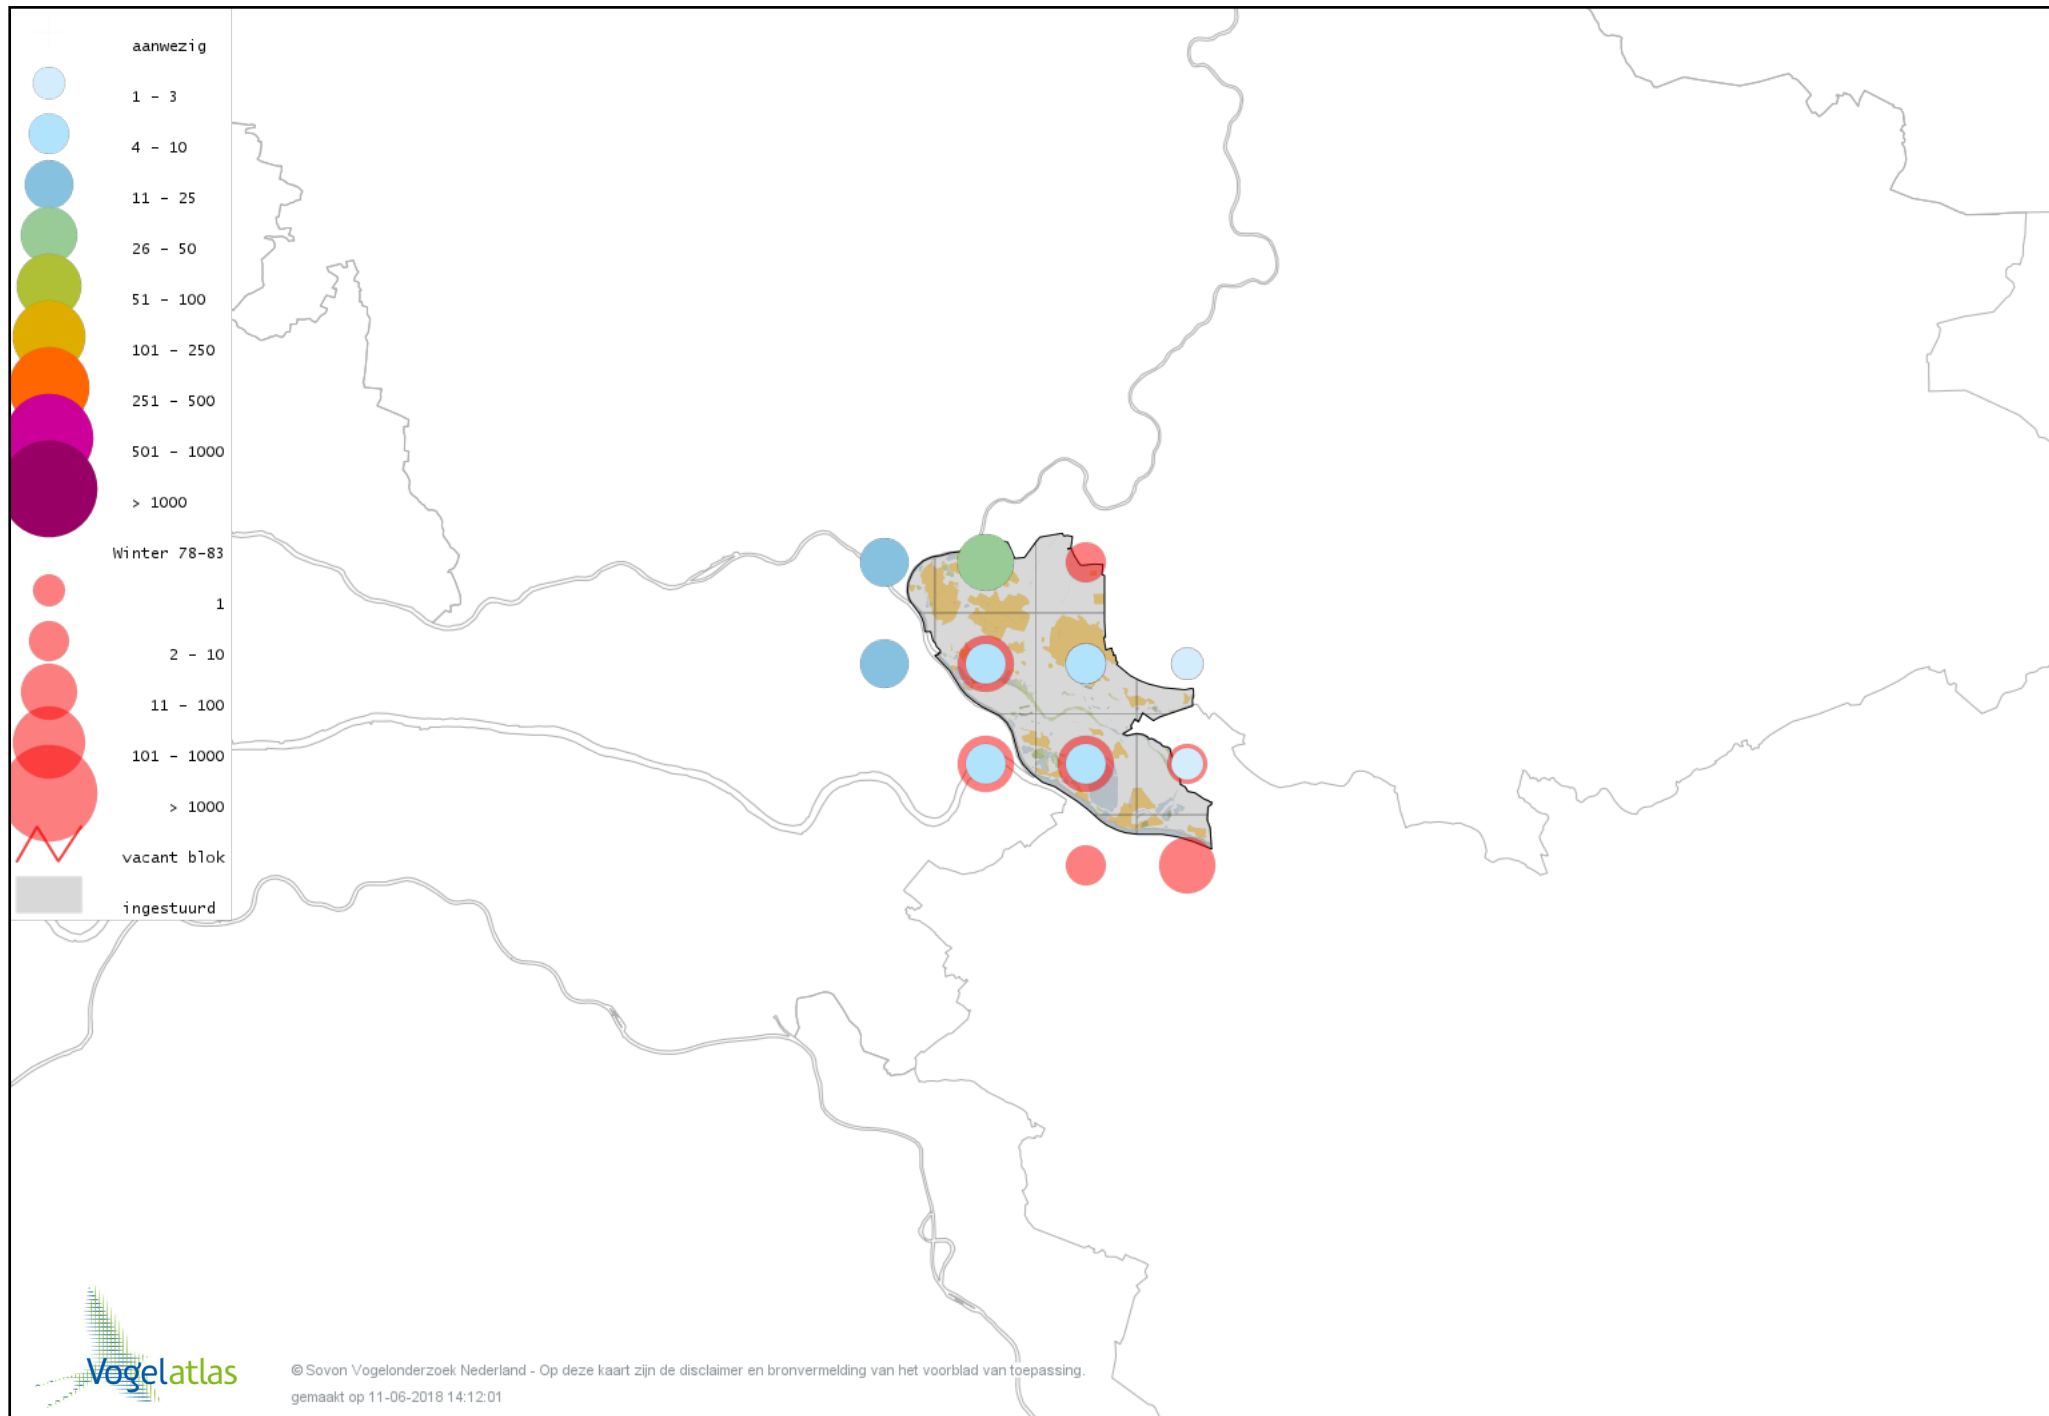 aanwezig
1 - 3
4 - 10
11 - 25
26 - 50
51 - 100
101 - 250
251 - 500
501 - 1000
> 1000
Winter 78-83
1
2 - 10
11 - 100
101 - 1000
> 1000
vacant blok
ingestuurd
Vogelatlas
© Sovon Vogelonderzoek Nederland - Op deze kaart zijn de disclaimer en bronvermelding van het voorblad van toepassing.
gemaakt op 11-06-2018 14:12:01